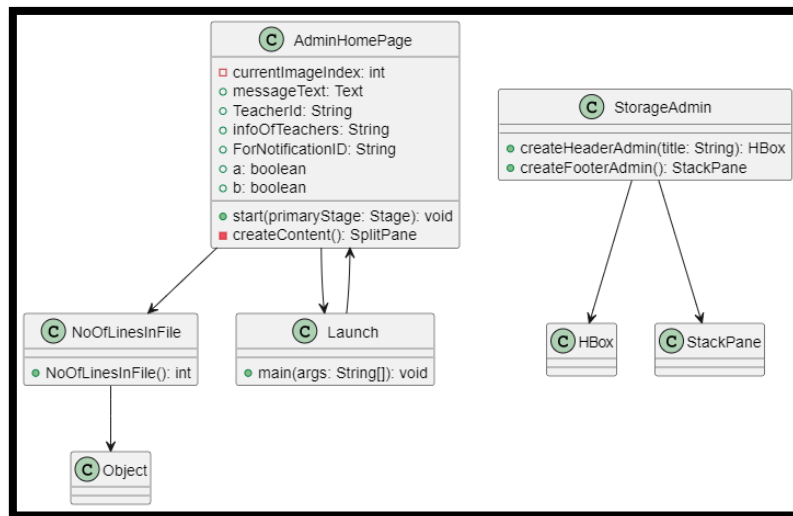 C AdminHomePage
currentImageIndex: int
messageText: Text
TeacherId: String
infoOfTeachers: String
ForNotificationID: String
a: boolean
b: boolean
start(primaryStage: Stage): void
createContent(): SplitPane
C StorageAdmin
createHeaderAdmin(title: String): HBox
createFooterAdmin(): StackPane
C NoOfLinesInFile
NoOfLinesInFile(): int
C Launch
main(args: String[]): void
C HBox
C StackPane
C Object